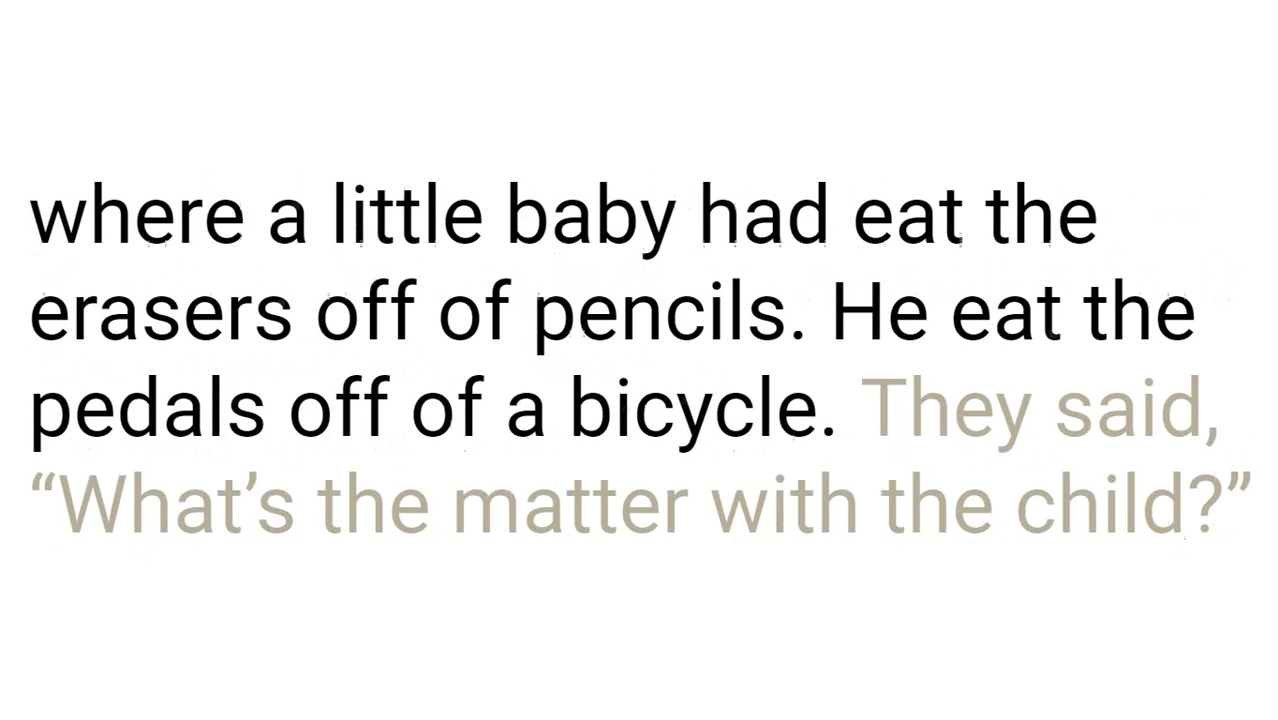 where a little baby had eat the
erasers off of pencils. He eat the
pedals off of a bicycle. They said,
“What’s the matter with the child?”